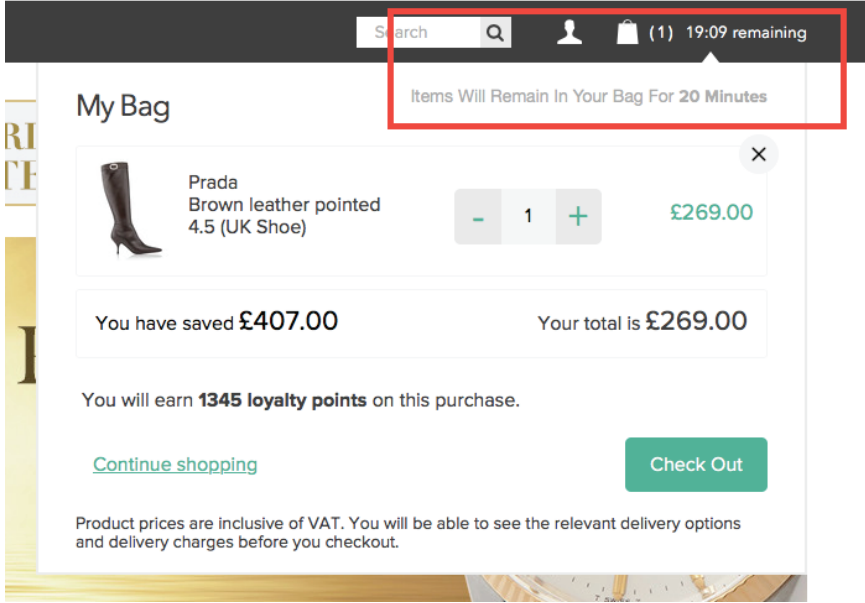 Search
(1) 19:09 remaining
Items Will Remain In Your Bag For 20 Minutes
My Bag
RI
TE
Prada
Brown leather pointed
4.5 (UK Shoe)
- 1 +
£269.00
You have saved £407.00
Your total is £269.00
You will earn 1345 loyalty points on this purchase.
Continue shopping
Check Out
Product prices are inclusive of VAT. You will be able to see the relevant delivery options
and delivery charges before you checkout.